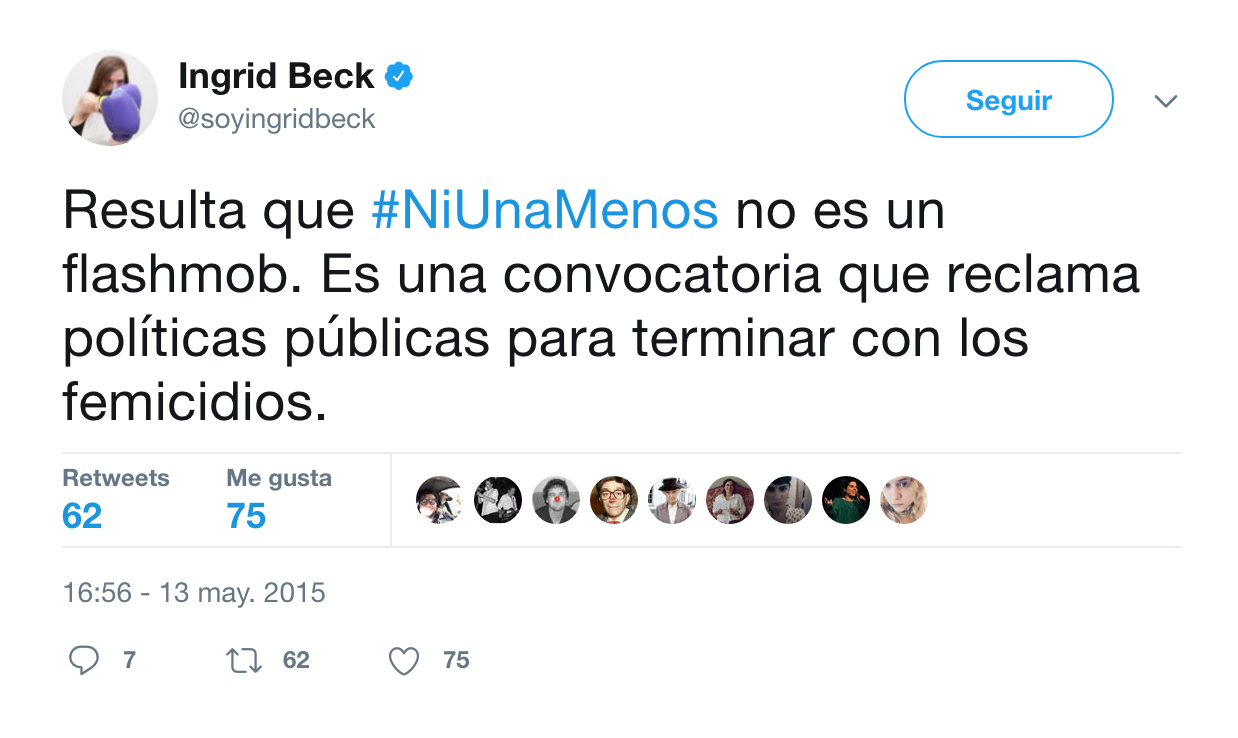 Ingrid Beck
@soyingridbeck
Seguir
Resulta que #NiUnaMenos no es un
flashmob. Es una convocatoria que reclama
políticas públicas para terminar con los
femicidios.
Retweets Me gusta
62 75
16:56 - 13 may. 2015
7 62 75